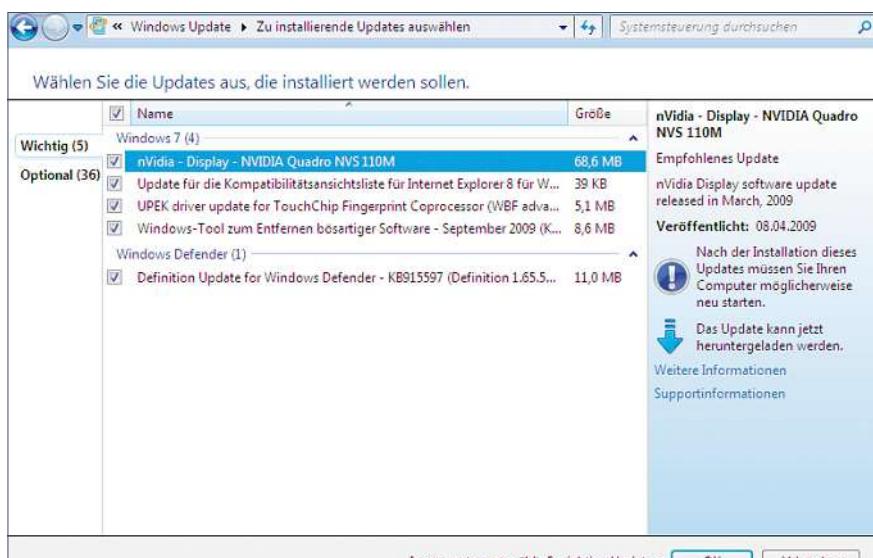 « Windows Update ▸ Zu installierende Updates auswählen
Systemsteuerung durchsuchen
Wählen Sie die Updates aus, die installiert werden sollen.
Wichtig (5)
Optional (36)
Name Größe
Windows 7 (4)
nVidia - Display - NVIDIA Quadro NVS 110M 68,6 MB
Update für die Kompatibilitätsansichtsliste für Internet Explorer 8 für W... 39 KB
UPEK driver update for TouchChip Fingerprint Coprocessor (WBF adva... 5,1 MB
Windows-Tool zum Entfernen bösartiger Software - September 2009 (K... 8,6 MB
Windows Defender (1)
Definition Update for Windows Defender - KB915597 (Definition 1.65.5... 11,0 MB
nVidia - Display - NVIDIA Quadro
NVS 110M
Empfohlenes Update
nVidia Display software update
released in March, 2009
Veröffentlicht: 08.04.2009
Nach der Installation dieses
Updates müssen Sie Ihren
Computer möglicherweise
neu starten.
Das Update kann jetzt
heruntergeladen werden.
Weitere Informationen
Supportinformationen